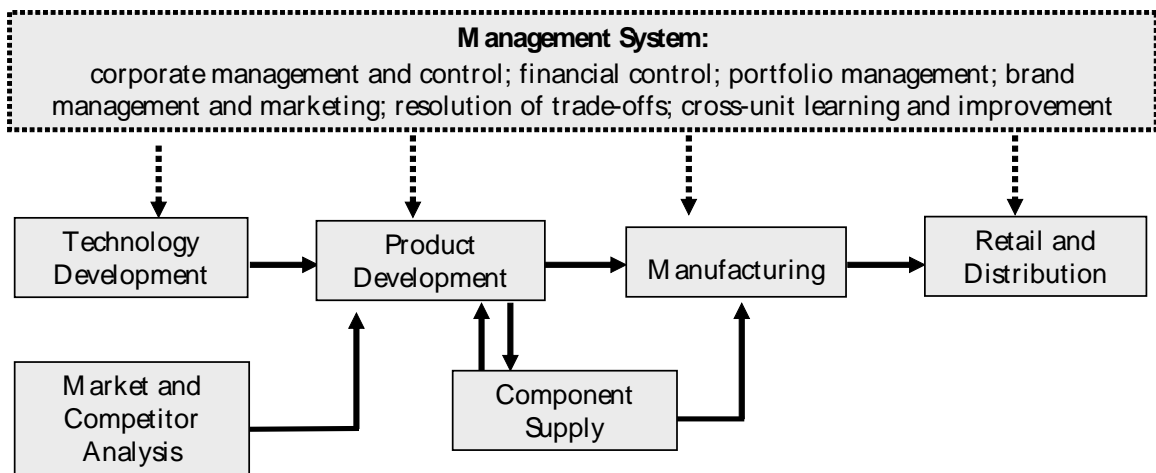 Management System:
corporate management and control; financial control; portfolio management; brand
management and marketing; resolution of trade-offs; cross-unit learning and improvement
Technology
Development
Product
Development
Manufacturing
Retail and
Distribution
Market and
Competitor
Analysis
Component
Supply